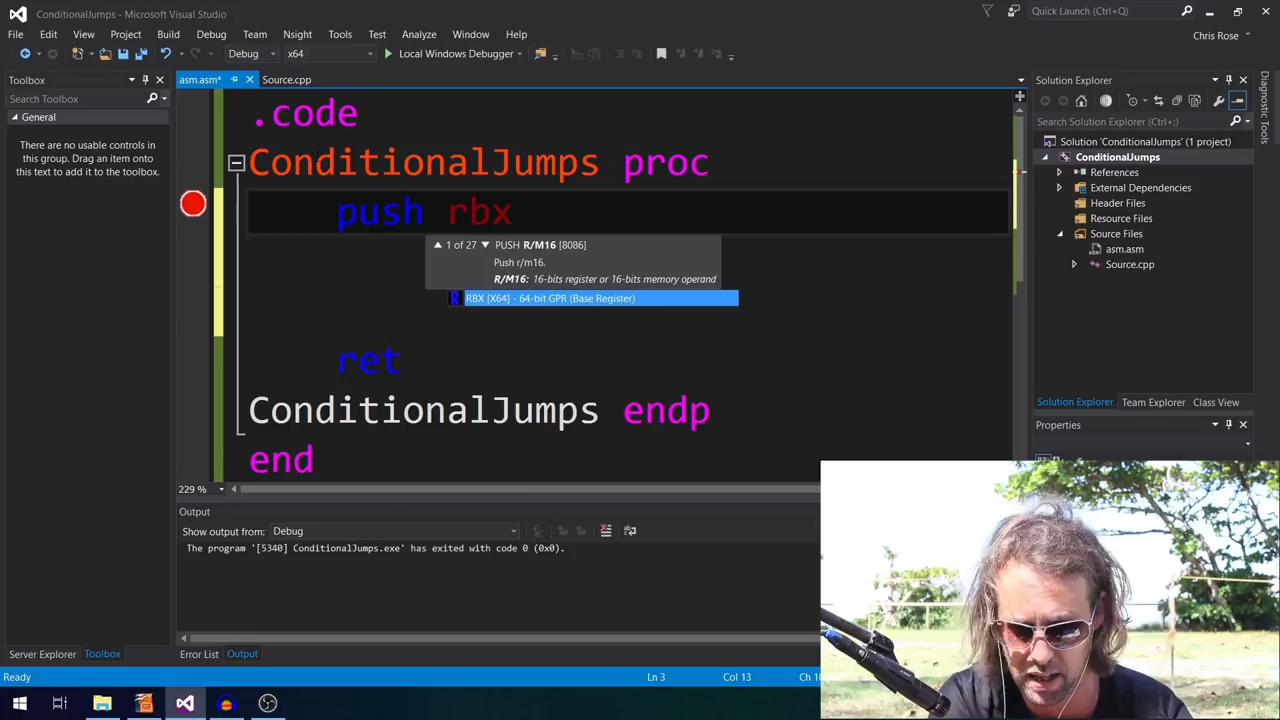 ConditionalJumps - Microsoft Visual Studio
Quick Launch (Ctrl+Q)
File Edit View Project Build Debug Team Nsight Tools Test Analyze Window Help
Chris Rose
Debug x64 Local Windows Debugger
Toolbox
asm.asm* Source.cpp
Solution Explorer
Search Toolbox
General
There are no usable controls in
this group. Drag an item onto
this text to add it to the toolbox.
.code
ConditionalJumps proc
push rbx
1 of 27 PUSH R/M16 [8086]
Push r/m16.
R/M16: 16-bits register or 16-bits memory operand
R RBX [X64] - 64-bit GPR (Base Register)
ret
ConditionalJumps endp
end
Search Solution Explorer (Ctrl+;)
Solution 'ConditionalJumps' (1 project)
ConditionalJumps
References
External Dependencies
Header Files
Resource Files
Source Files
asm.asm
Source.cpp
Diagnostic Tools
Solution Explorer Team Explorer Class View
Properties
229 %
Output
Show output from: Debug
The program '[5340] ConditionalJumps.exe' has exited with code 0 (0x0).
Server Explorer Toolbox
Error List Output
Ready
Ln 3 Col 13